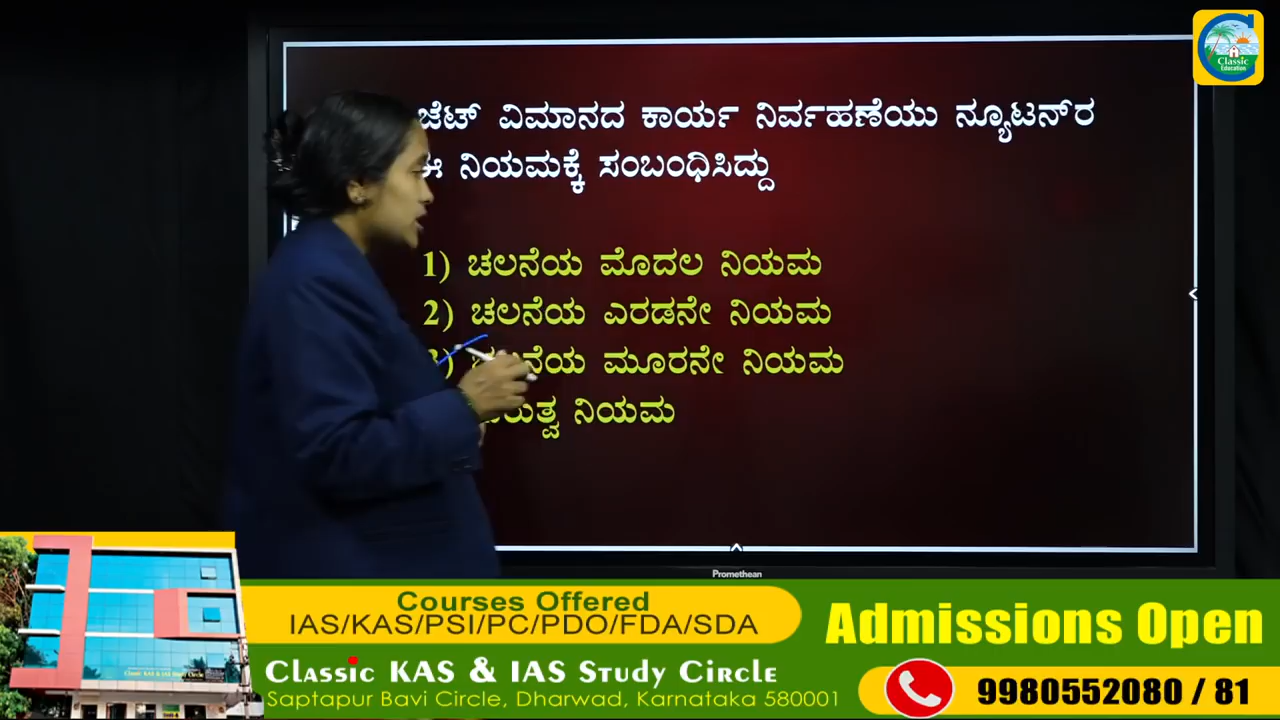 ಜೆಟ್ ವಿಮಾನದ ಕಾರ್ಯ ನಿರ್ವಹಣೆಯು ನ್ಯೂಟನ್‌ರ
ಈ ನಿಯಮಕ್ಕೆ ಸಂಬಂಧಿಸಿದ್ದು
1) ಚಲನೆಯ ಮೊದಲ ನಿಯಮ
2) ಚಲನೆಯ ಎರಡನೇ ನಿಯಮ
3) ಚಲನೆಯ ಮೂರನೇ ನಿಯಮ
ನಿಯಮ
Promethean
Classic
Education
Courses Offered
IAS/KAS/PSI/PC/PDO/FDA/SDA
Admissions Open
Classic KAS & IAS Study Circle
Saptapur Bavi Circle, Dharwad, Karnataka 580001
9980552080 / 81